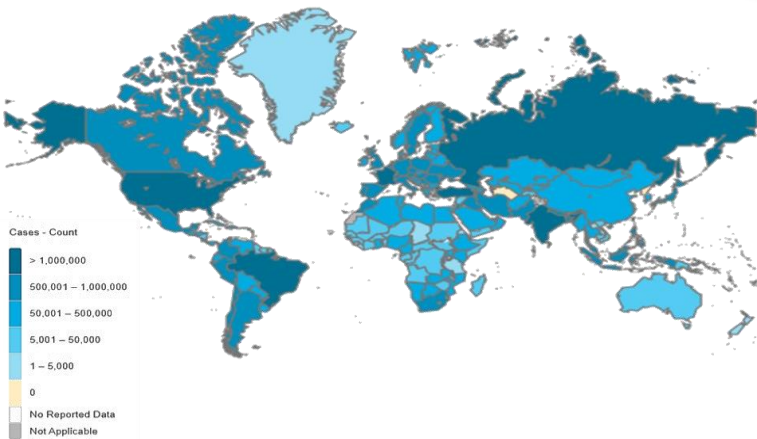 Cases - Count
> 1,000,000
500,001 – 1,000,000
50,001 – 500,000
5,001 – 50,000
1 – 5,000
0
No Reported Data
Not Applicable